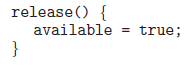 release() {
available = true;
}